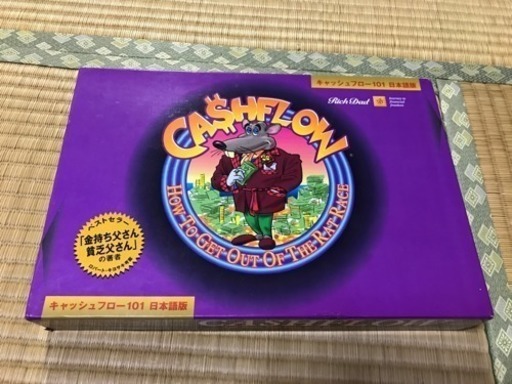 キャッシュフロー101 日本語版
Rich Dad
CA$HFLOW
HOW TO GET OUT OF THE RAT RACE
ベストセラー
「金持ち父さん
貧乏父さん」
の著者
キャッシュフロー101 日本語版
CASHFLOW